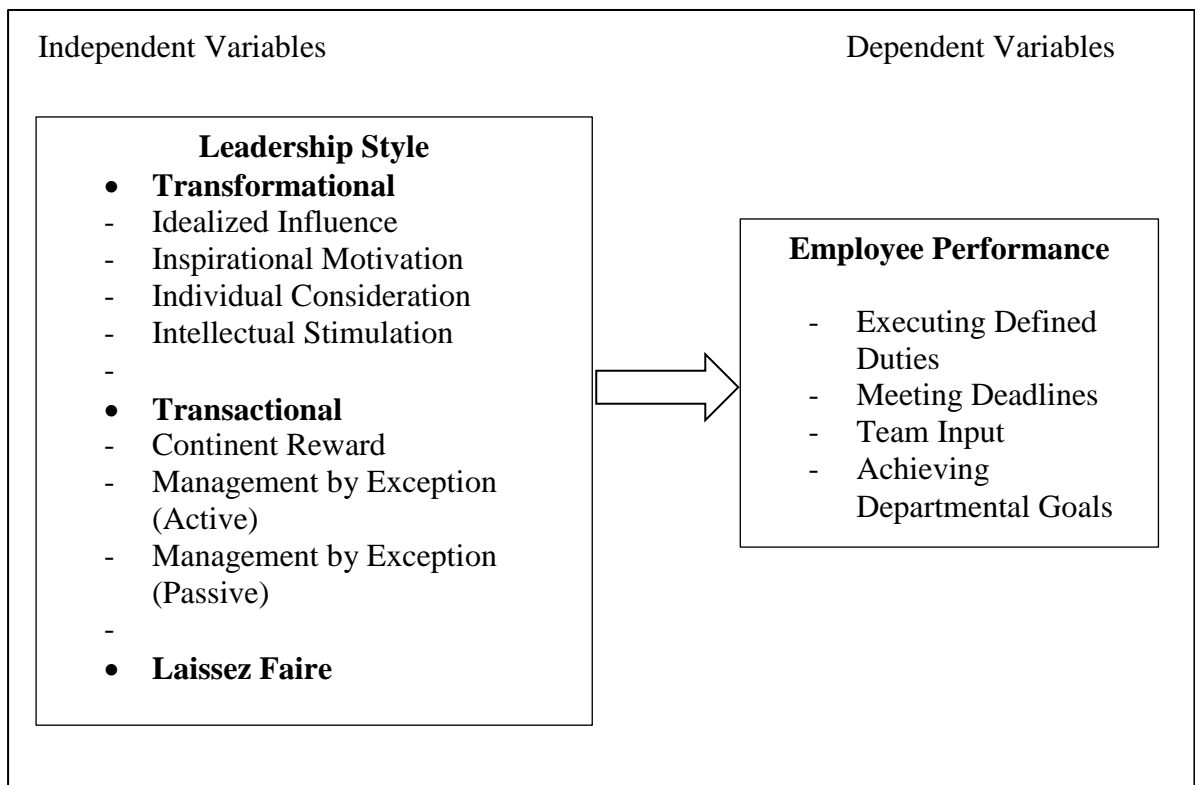 Independent Variables
Dependent Variables
Leadership Style
• Transformational
- Idealized Influence
- Inspirational Motivation
- Individual Consideration
- Intellectual Stimulation
-
• Transactional
- Continent Reward
- Management by Exception
(Active)
- Management by Exception
(Passive)
-
• Laissez Faire
Employee Performance
- Executing Defined
Duties
- Meeting Deadlines
- Team Input
- Achieving
Departmental Goals